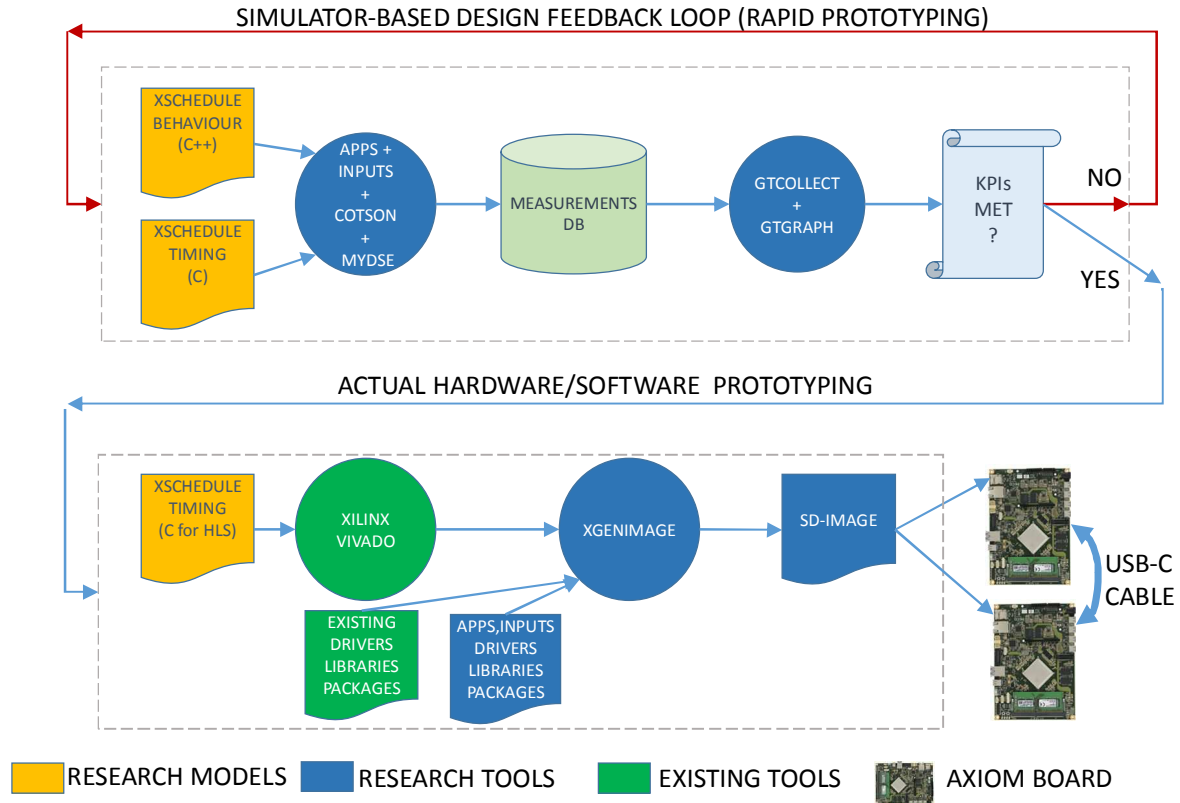 SIMULATOR-BASED DESIGN FEEDBACK LOOP (RAPID PROTOTYPING)
XSCHEDULE
BEHAVIOUR
(C++)
XSCHEDULE
TIMING
(C)
APPS +
INPUTS
+
COTSON
+
MYDSE
MEASUREMENTS
DB
GTCOLLECT
+
GTGRAPH
KPIs
MET
?
NO
YES
ACTUAL HARDWARE/SOFTWARE PROTOTYPING
XSCHEDULE
TIMING
(C for HLS)
XILINX
VIVADO
XGENIMAGE
SD-IMAGE
USB-C
CABLE
EXISTING
DRIVERS
LIBRARIES
PACKAGES
APPS,INPUTS
DRIVERS
LIBRARIES
PACKAGES
RESEARCH MODELS
RESEARCH TOOLS
EXISTING TOOLS
AXIOM BOARD